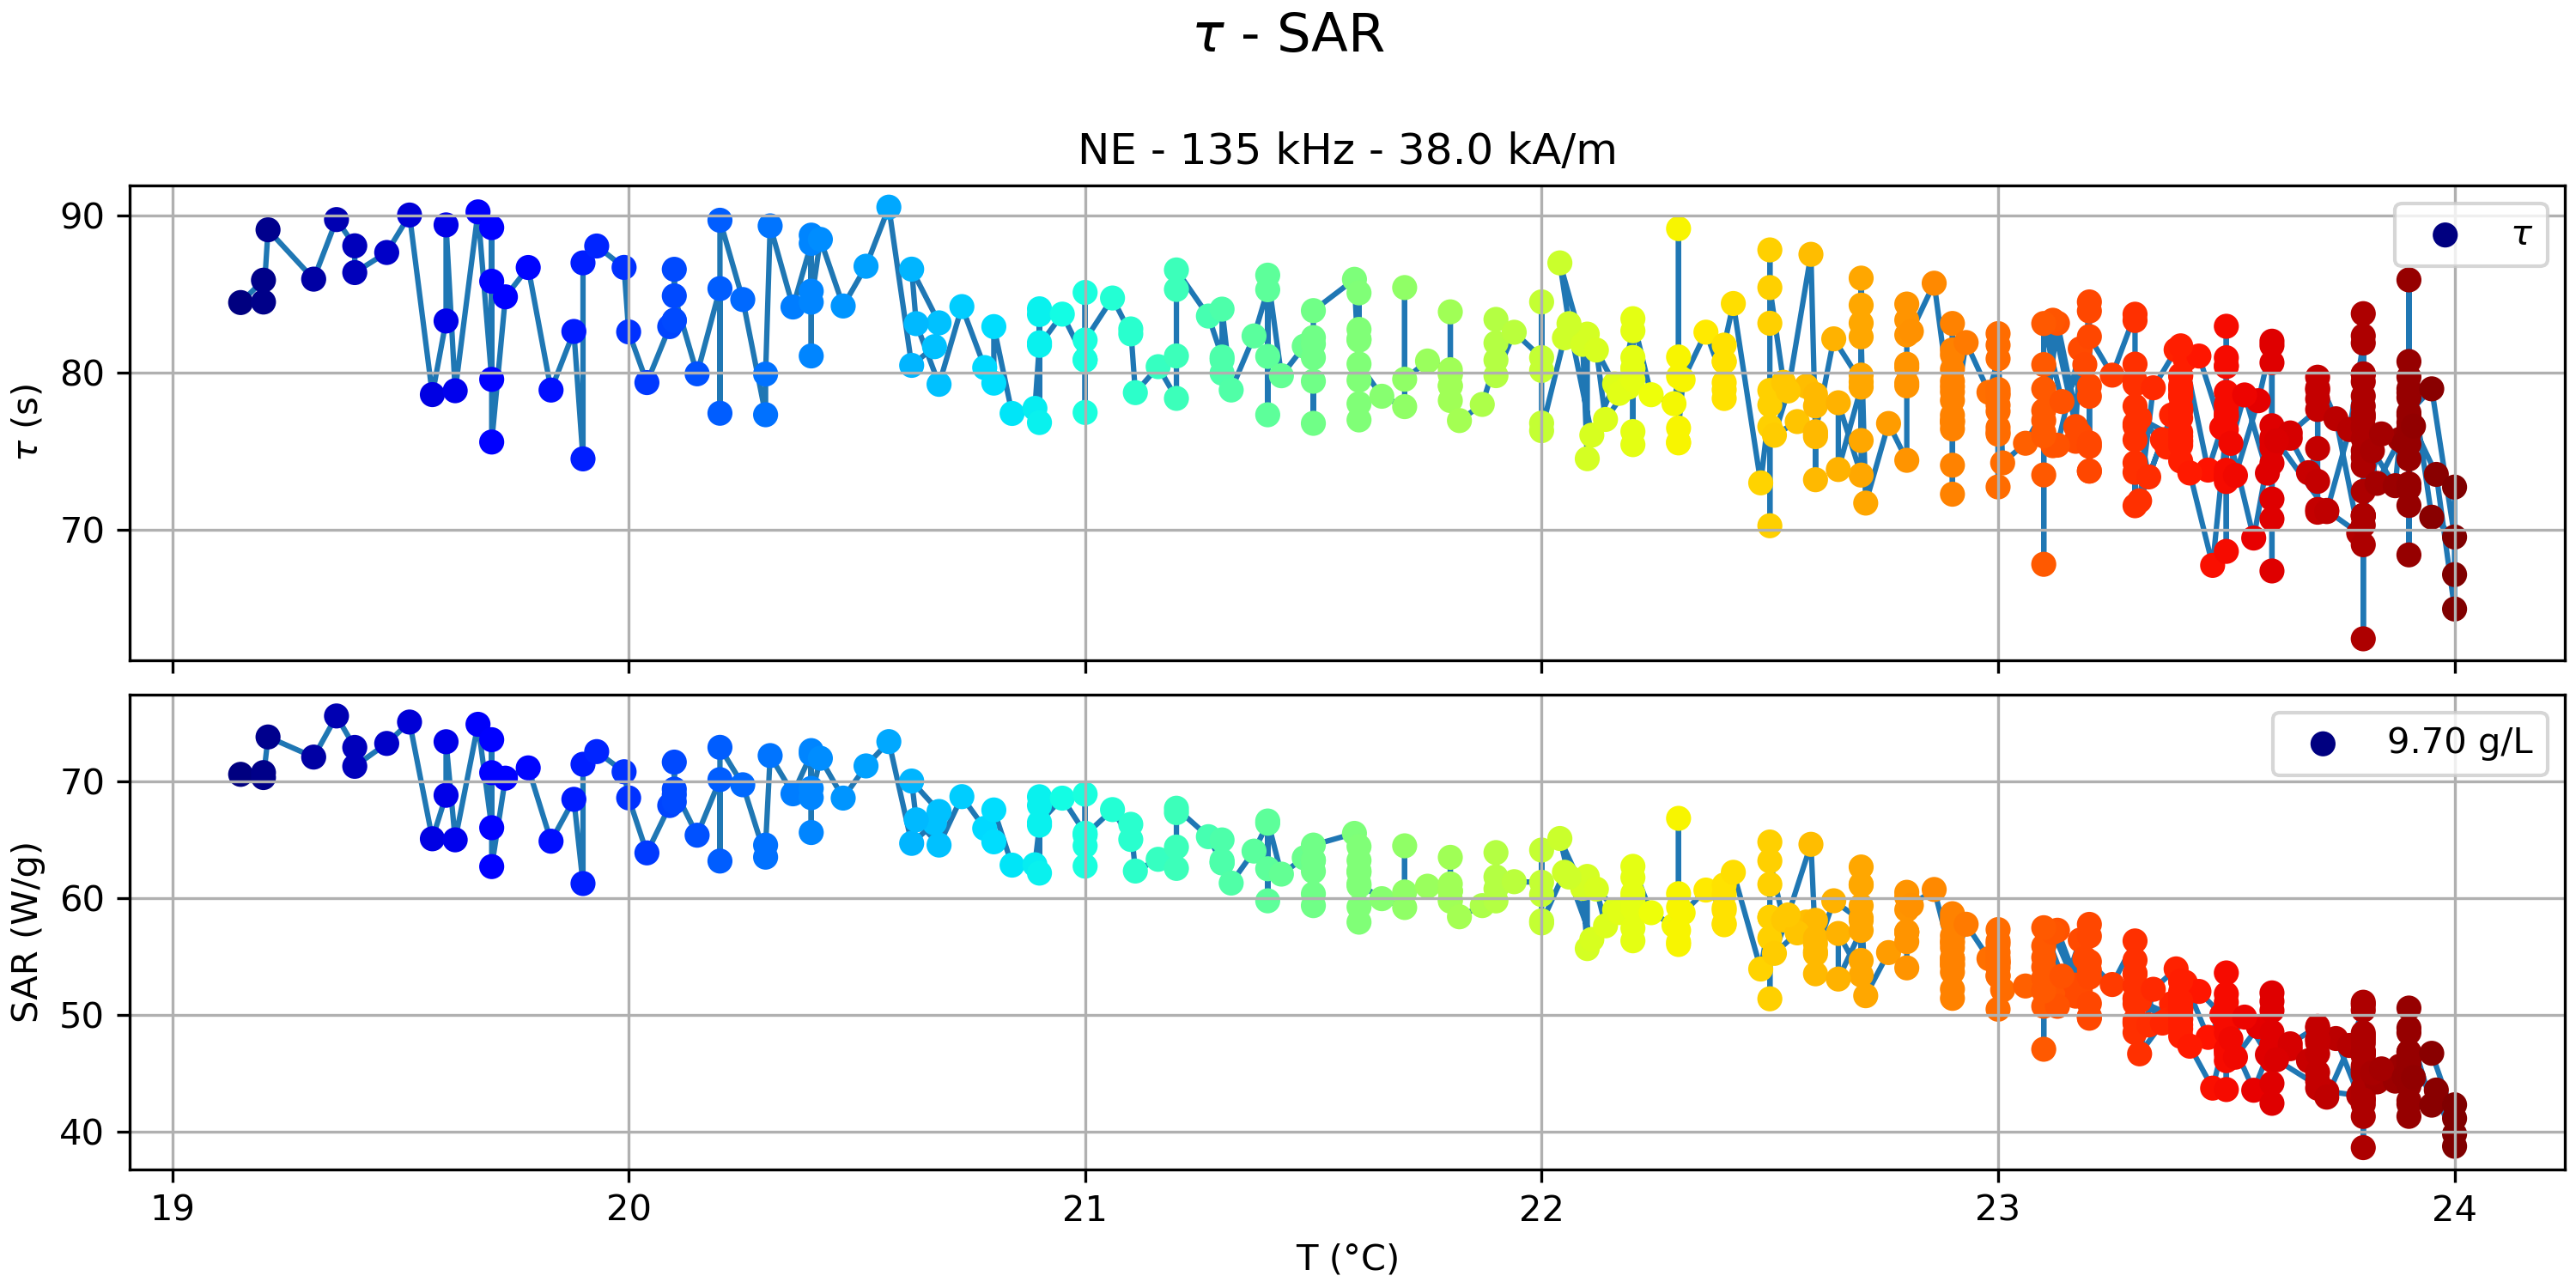 τ - SAR
NE - 135 kHz - 38.0 kA/m
90
80
70
τ (s)
τ
70
60
50
40
SAR (W/g)
9.70 g/L
19 20 21 22 23 24
T (°C)